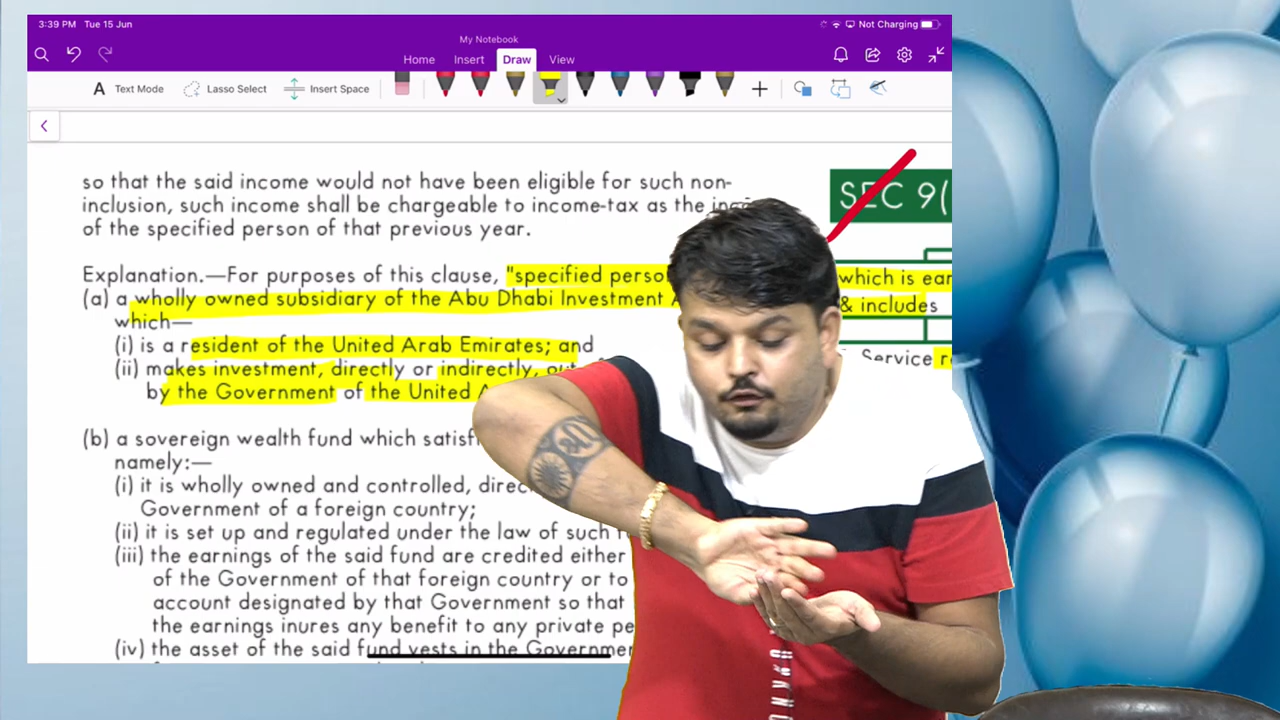 3:39 PM Tue 15 Jun
Not Charging
My Notebook
Home Insert Draw View
A Text Mode Lasso Select Insert Space
so that the said income would not have been eligible for such non-
inclusion, such income shall be chargeable to income-tax as the
of the specified person of that previous year.
SEC 9(
Explanation.—For purposes of this clause, "specified
which is
(a) a wholly owned subsidiary of the Abu Dhabi Investment
& includes
which—
(i) is a resident of the United Arab Emirates; and
(ii) makes investment, directly or indirectly,
Service
by the Government of the United
(b) a sovereign wealth fund which
namely:—
(i) it is wholly owned and controlled,
Government of a foreign country;
(ii) it is set up and regulated under the law of such
(iii) the earnings of the said fund are credited either
of the Government of that foreign country or to
account designated by that Government so that
the earnings inures any benefit to any private
(iv) the asset of the said fund vests in the